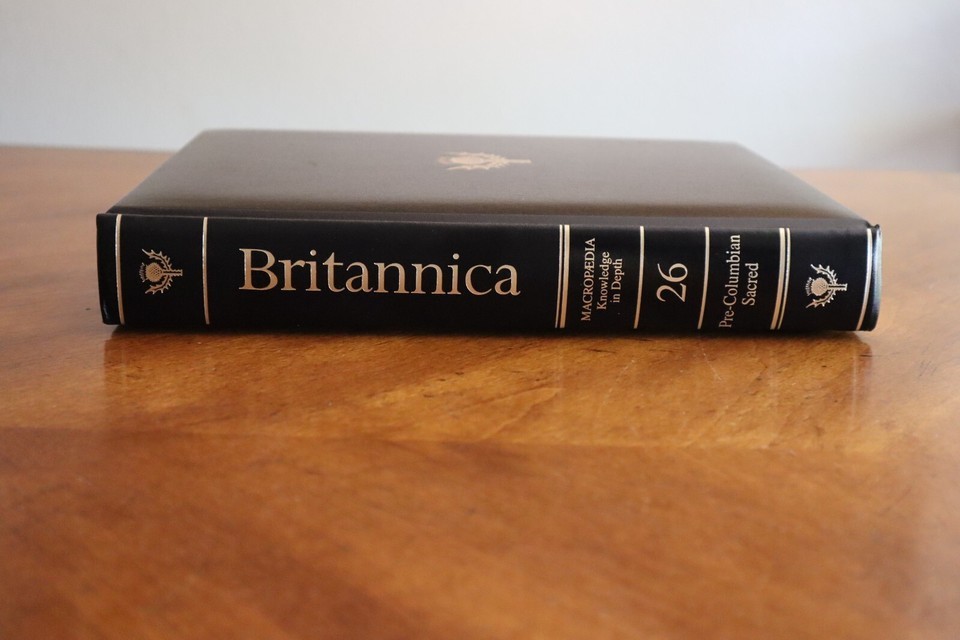 Britannica
MACROPÆDIA
Knowledge
in Depth
26
Pre-Columbian
Sacred